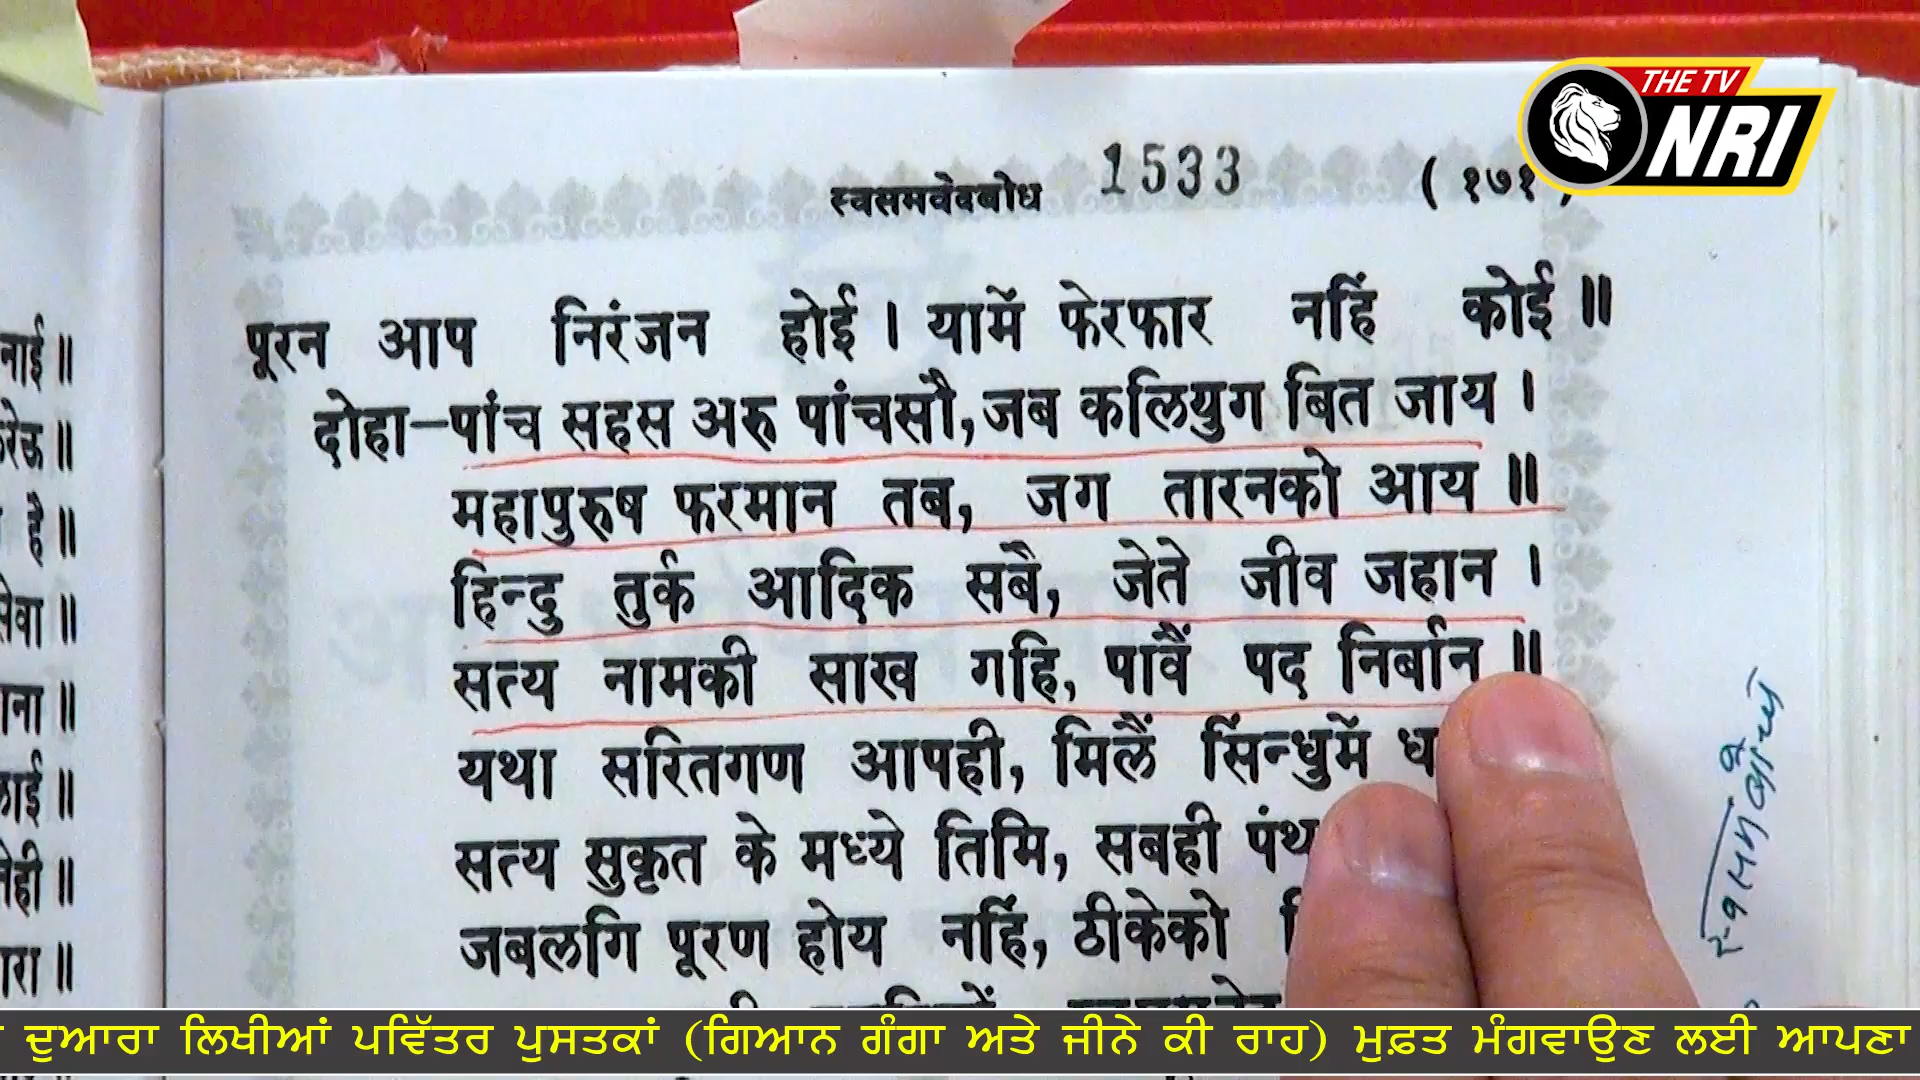 THE TV
NRI
स्वसमवेदबोध 1533 ( १७१ )
पूरन आप निरंजन होई । यामें फेरफार नहिं कोई ॥
दोहा-पांच सहस अरु पांचसौ, जब कलियुग बित जाय ।
महापुरुष फरमान तब, जग तारनको आय ॥
हिन्दु तुर्क आदिक सबै, जेते जीव जहान ।
सत्य नामकी साख गहि, पावैं पद निर्बान ॥
यथा सरितगण आपही, मिलैं सिंन्धुमें
सत्य सुकृत के मध्ये तिमि, सबही पंथ
जबलगि पूरण होय नहिं, ठीकेको
नाई ॥
है ॥
सेवा ॥
ਦੁਆਰਾ ਲਿਖੀਆਂ ਪਵਿੱਤਰ ਪੁਸਤਕਾਂ (ਗਿਆਨ ਗੰਗਾ ਅਤੇ ਜੀਨੇ ਕੀ ਰਾਹ) ਮੁਫ਼ਤ ਮੰਗਵਾਉਣ ਲਈ ਆਪਣਾ